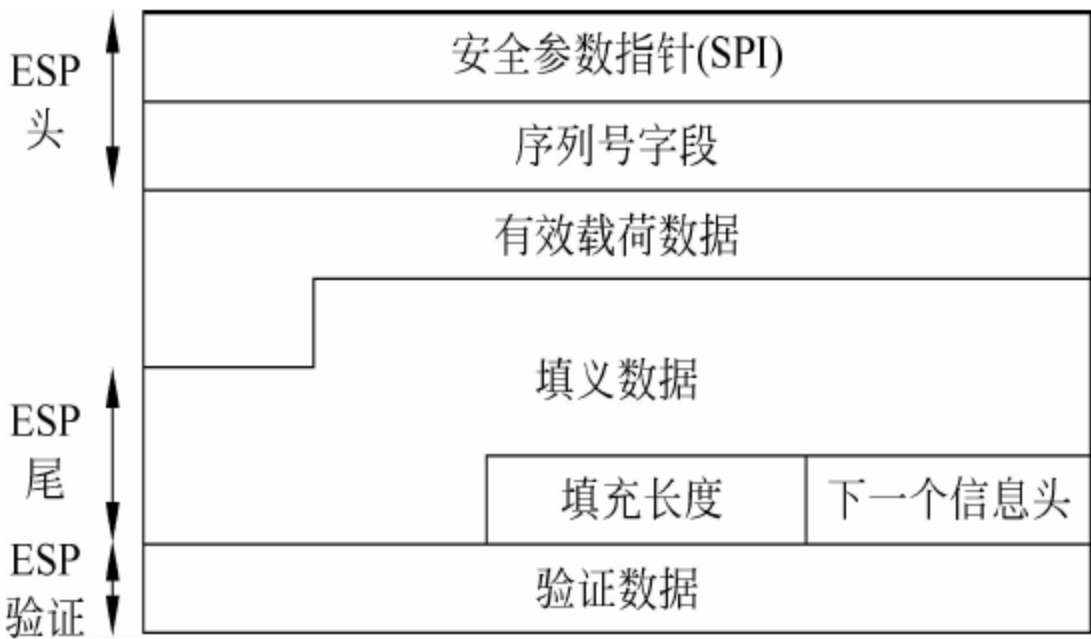 安全参数指针(SPI)
ESP
头
序列号字段
有效载荷数据
填义数据
ESP
尾
填充长度
下一个信息头
ESP
验证
验证数据